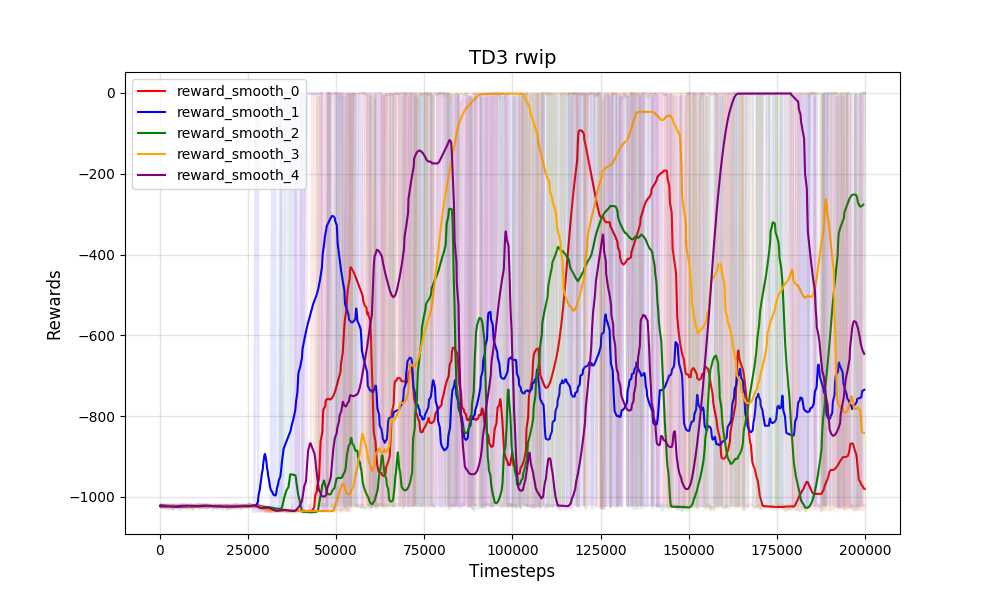 TD3 rwip
reward_smooth_0
reward_smooth_1
reward_smooth_2
reward_smooth_3
reward_smooth_4
Rewards
0
−200
−400
−600
−800
−1000
0 25000 50000 75000 100000 125000 150000 175000 200000
Timesteps